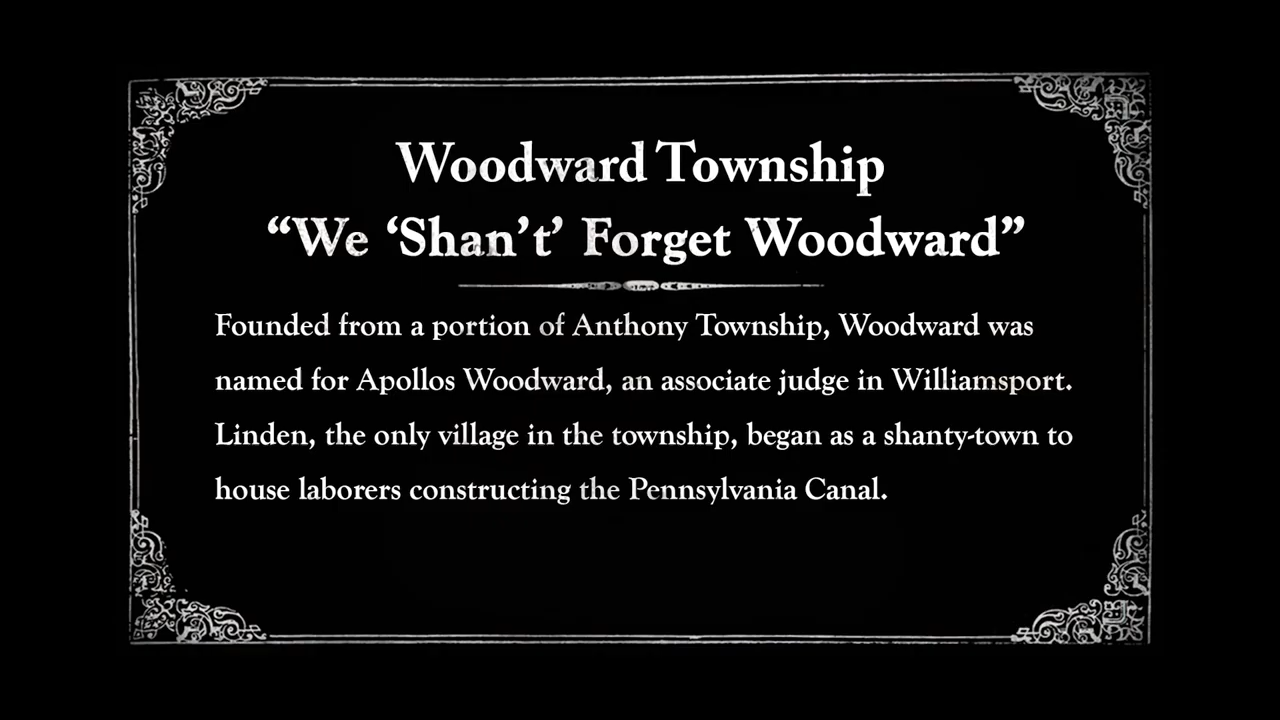 Woodward Township
“We ‘Shan’t’ Forget Woodward”
Founded from a portion of Anthony Township, Woodward was
named for Apollos Woodward, an associate judge in Williamsport.
Linden, the only village in the township, began as a shanty-town to
house laborers constructing the Pennsylvania Canal.